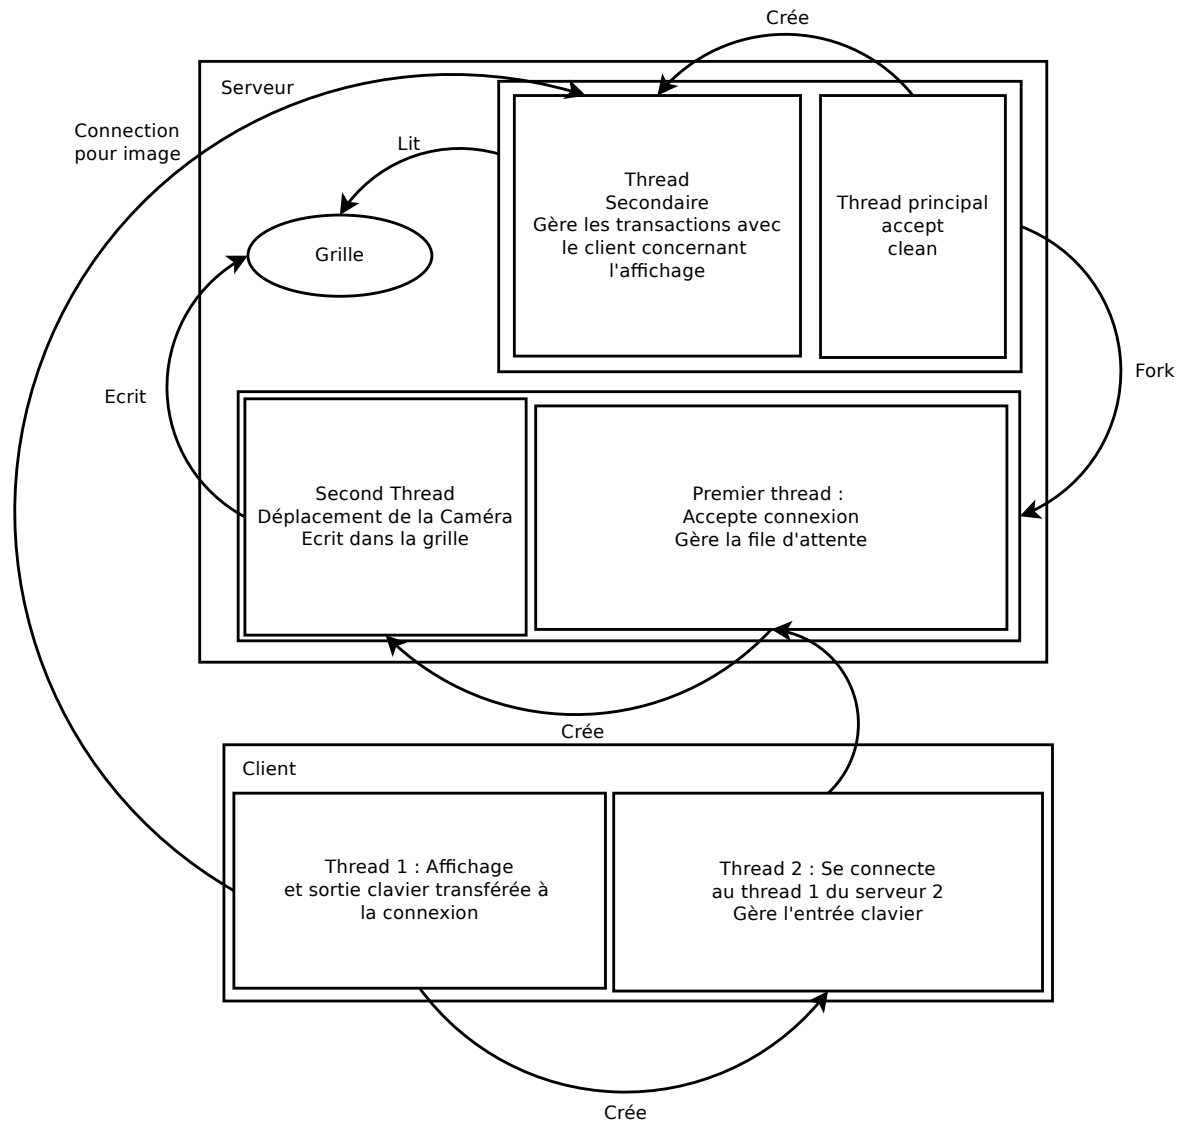 Crée
Serveur
Connection
pour image
Lit
Thread
Secondaire
Gère les transactions avec
le client concernant
l'affichage
Thread principal
accept
clean
Grille
Fork
Ecrit
Second Thread
Déplacement de la Caméra
Ecrit dans la grille
Premier thread :
Accepte connexion
Gère la file d'attente
Crée
Client
Thread 1 : Affichage
et sortie clavier transférée à
la connexion
Thread 2 : Se connecte
au thread 1 du serveur 2
Gère l'entrée clavier
Crée